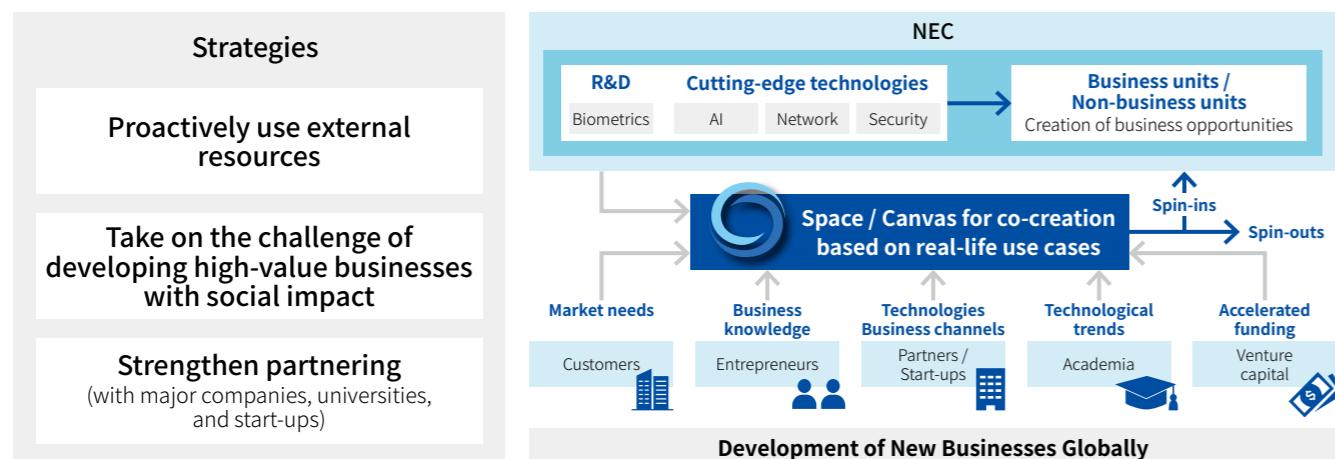 Strategies
Proactively use external
resources
Take on the challenge of
developing high-value businesses
with social impact
Strengthen partnering
(with major companies, universities,
and start-ups)
NEC
R&D
Cutting-edge technologies
Biometrics
AI
Network
Security
Business units /
Non-business units
Creation of business opportunities
Space / Canvas for co-creation
based on real-life use cases
Spin-ins
Spin-outs
Market needs
Customers
Business
knowledge
Entrepreneurs
Technologies
Business channels
Partners /
Start-ups
Technological
trends
Academia
Accelerated
funding
Venture
capital
Development of New Businesses Globally